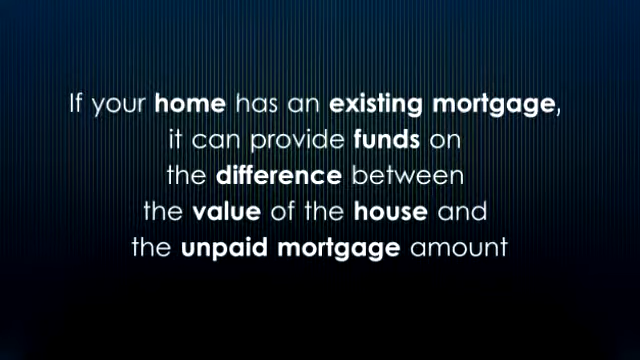 If your home has an existing mortgage,
it can provide funds on
the difference between
the value of the house and
the unpaid mortgage amount